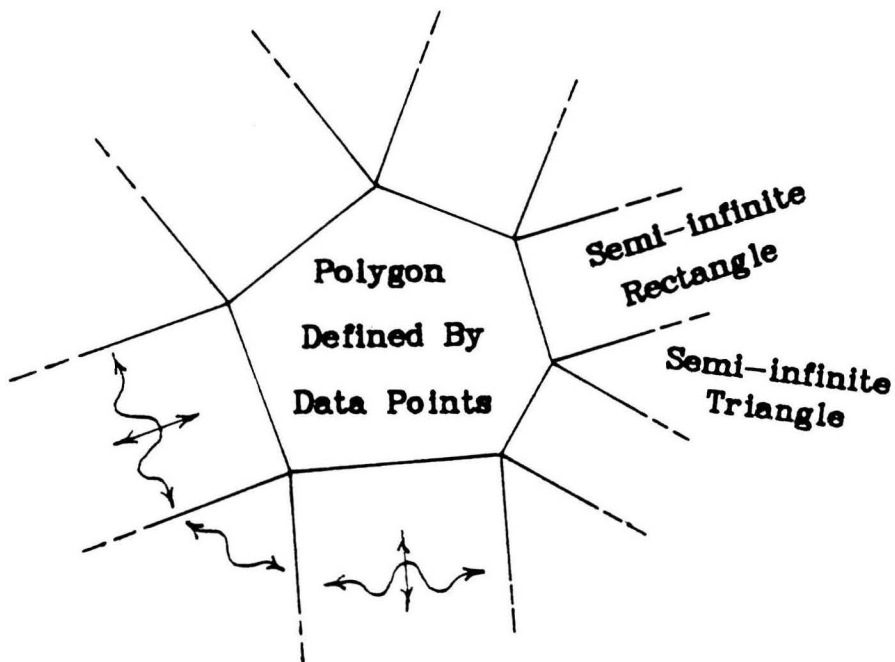 Polygon
Defined By
Data Points
Semi-infinite
Rectangle
Semi-infinite
Triangle